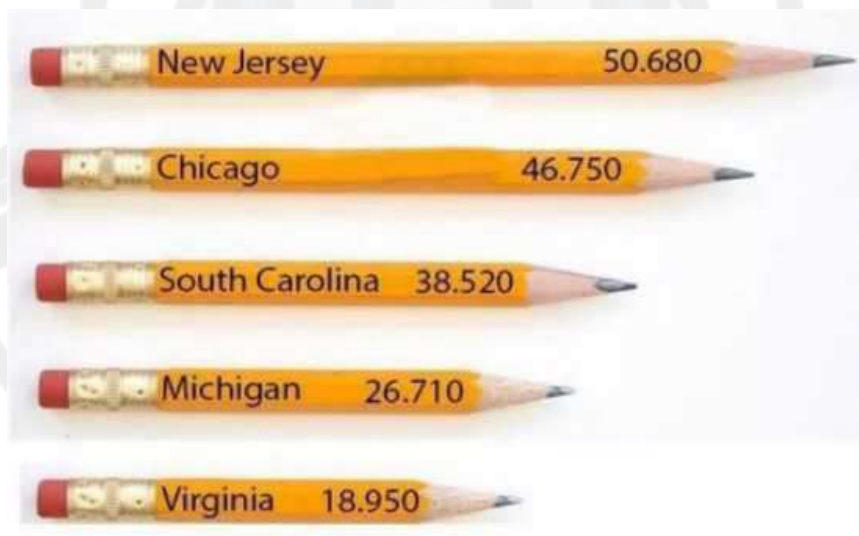 New Jersey 50.680
Chicago 46.750
South Carolina 38.520
Michigan 26.710
Virginia 18.950